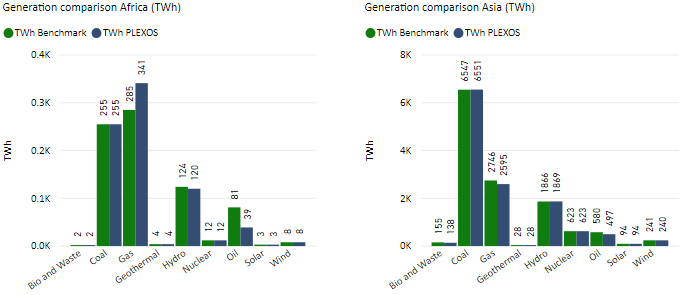 Generation comparison Africa (TWh)
TWh Benchmark TWh PLEXOS
0.4K
0.3K
0.2K
0.1K
0.0K
TWh
2 2
255 255
285 341
4 4
124 120
12 12
81 39
3 3
8 8
Bio and Waste
Coal
Gas
Geothermal
Hydro
Nuclear
Oil
Solar
Wind
Generation comparison Asia (TWh)
TWh Benchmark TWh PLEXOS
8K
6K
4K
2K
0K
TWh
155 138
6547 6551
2746 2595
28 28
1866 1869
623 623
580 497
94 94
241 240
Bio and Waste
Coal
Gas
Geothermal
Hydro
Nuclear
Oil
Solar
Wind